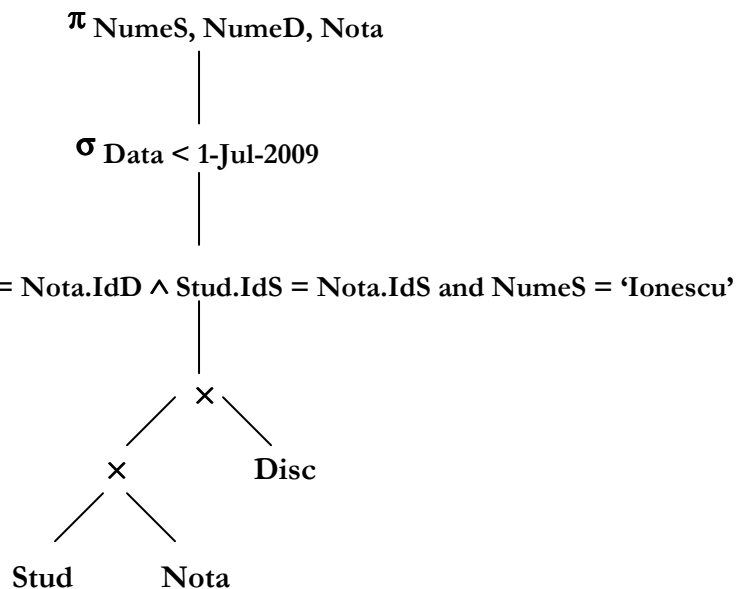 π NumeS, NumeD, Nota
σ Data < 1-Jul-2009
= Nota.IdD ∧ Stud.IdS = Nota.IdS and NumeS = ‘Ionescu’
×
× Disc
Stud Nota